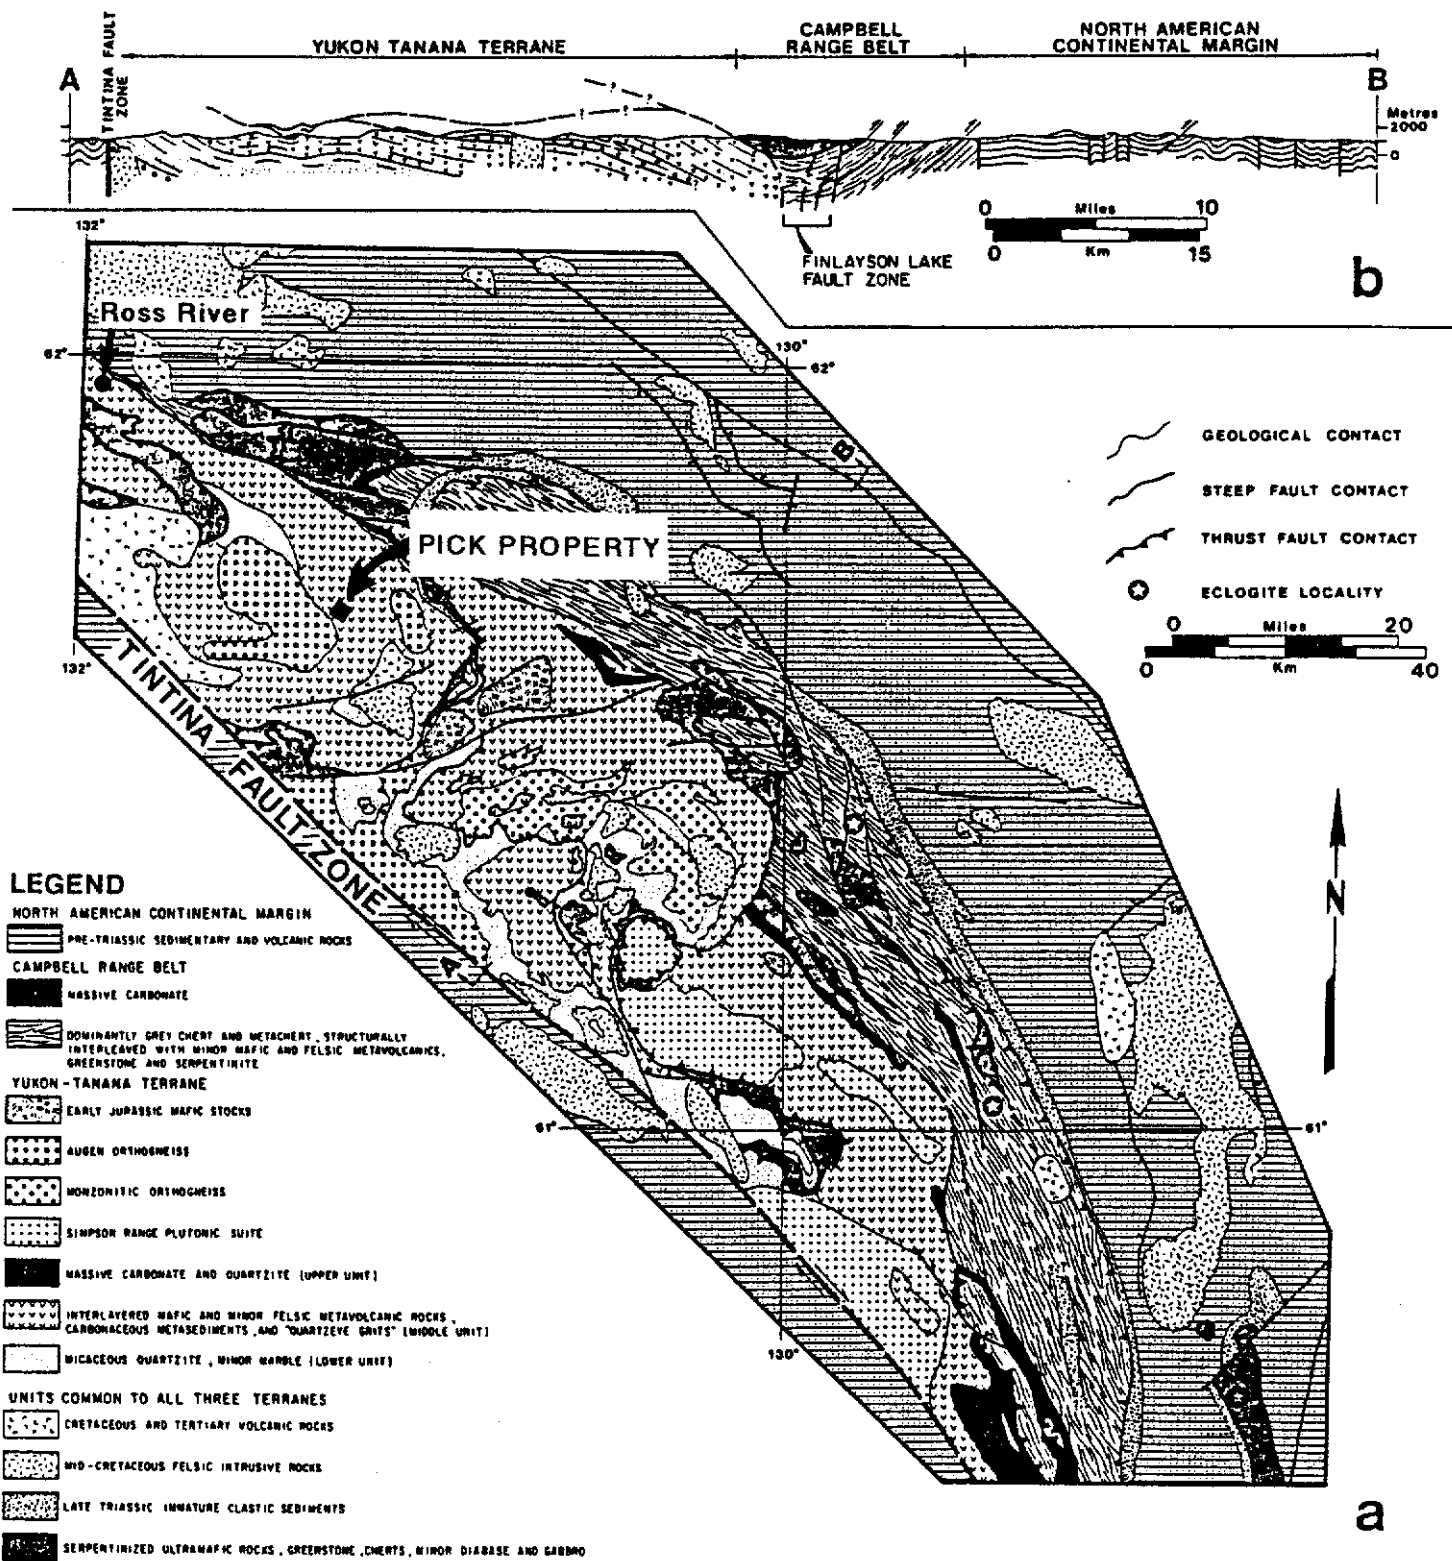 YUKON TANANA TERRANE
CAMPBELL
RANGE BELT
NORTH AMERICAN
CONTINENTAL MARGIN
A
TINTINA FAULT
ZONE
B
Metres
2000
0
0 Miles 10
0 Km 15
FINLAYSON LAKE
FAULT ZONE
b
132°
Ross River
62°
130°
62°
B
PICK PROPERTY
GEOLOGICAL CONTACT
STEEP FAULT CONTACT
THRUST FAULT CONTACT
ECLOGITE LOCALITY
0 Miles 20
0 Km 40
132°
TINTINA FAULT ZONE
A
N
61°
61°
130°
LEGEND
NORTH AMERICAN CONTINENTAL MARGIN
PRE-TRIASSIC SEDIMENTARY AND VOLCANIC ROCKS
CAMPBELL RANGE BELT
MASSIVE CARBONATE
DOMINANTLY GREY CHERT AND METACHERT, STRUCTURALLY
INTERLEAVED WITH MINOR MAFIC AND FELSIC METAVOLCANICS,
GREENSTONE AND SERPENTINITE
YUKON-TANANA TERRANE
EARLY JURASSIC MAFIC STOCKS
AUGEN ORTHOGNEISS
MONZONITIC ORTHOGNEISS
SIMPSON RANGE PLUTONIC SUITE
MASSIVE CARBONATE AND QUARTZITE (UPPER UNIT)
INTERLAYERED MAFIC AND MINOR FELSIC METAVOLCANIC ROCKS,
CARBONACEOUS METASEDIMENTS, AND "QUARTZEYE GRITS" (MIDDLE UNIT)
MICACEOUS QUARTZITE, MINOR MARBLE (LOWER UNIT)
UNITS COMMON TO ALL THREE TERRANES
CRETACEOUS AND TERTIARY VOLCANIC ROCKS
MID-CRETACEOUS FELSIC INTRUSIVE ROCKS
LATE TRIASSIC IMMATURE CLASTIC SEDIMENTS
SERPENTINIZED ULTRAMAFIC ROCKS, GREENSTONE, CHERTS, MINOR DIABASE AND GABBRO
a